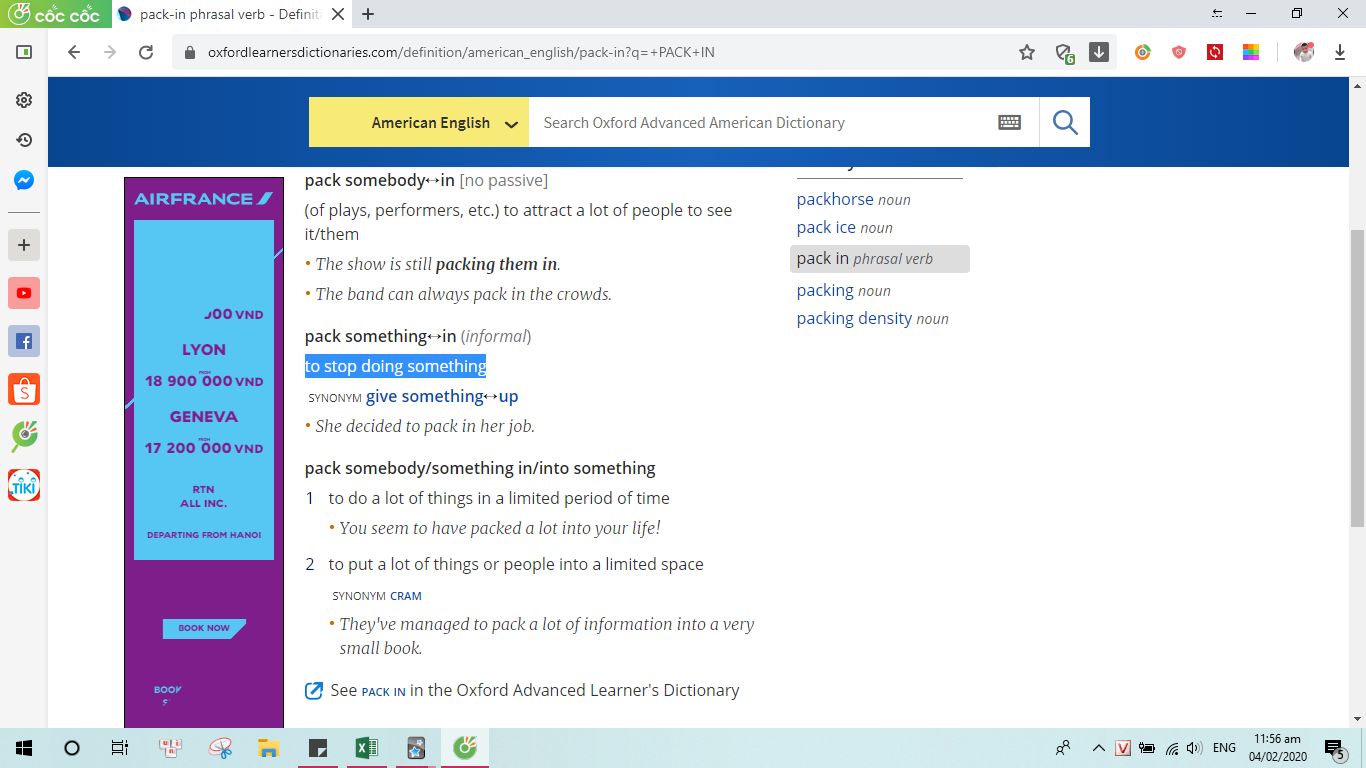 cốc cốc
pack-in phrasal verb - Definit
oxfordlearnersdictionaries.com/definition/american_english/pack-in?q=+PACK+IN
6
American English
Search Oxford Advanced American Dictionary
AIRFRANCE
00 VND
LYON
FROM
18 900 000 VND
GENEVA
FROM
17 200 000 VND
RTN
ALL INC.
DEPARTING FROM HANOI
BOOK NOW
BOOK
pack somebody↔in [no passive]
(of plays, performers, etc.) to attract a lot of people to see
it/them
• The show is still packing them in.
• The band can always pack in the crowds.
pack something↔in (informal)
to stop doing something
SYNONYM give something↔up
• She decided to pack in her job.
pack somebody/something in/into something
1 to do a lot of things in a limited period of time
• You seem to have packed a lot into your life!
2 to put a lot of things or people into a limited space
SYNONYM CRAM
• They've managed to pack a lot of information into a very
small book.
See PACK IN in the Oxford Advanced Learner's Dictionary
packhorse noun
pack ice noun
pack in phrasal verb
packing noun
packing density noun
TIKI
V
ENG
11:56 am
04/02/2020
5